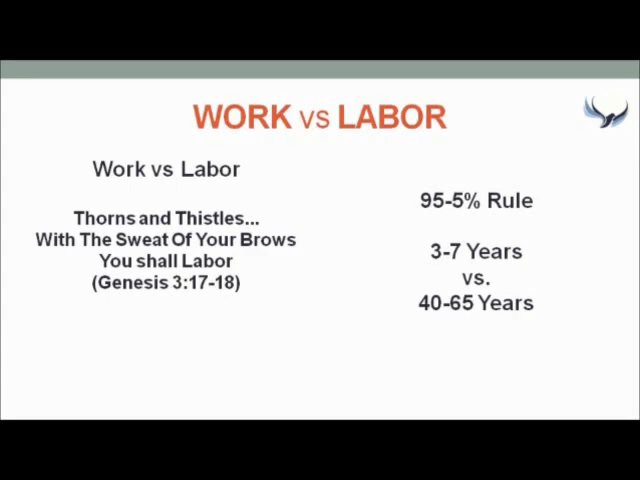 WORK vs LABOR
Work vs Labor
Thorns and Thistles...
With The Sweat Of Your Brows
You shall Labor
(Genesis 3:17-18)
95-5% Rule
3-7 Years
vs.
40-65 Years